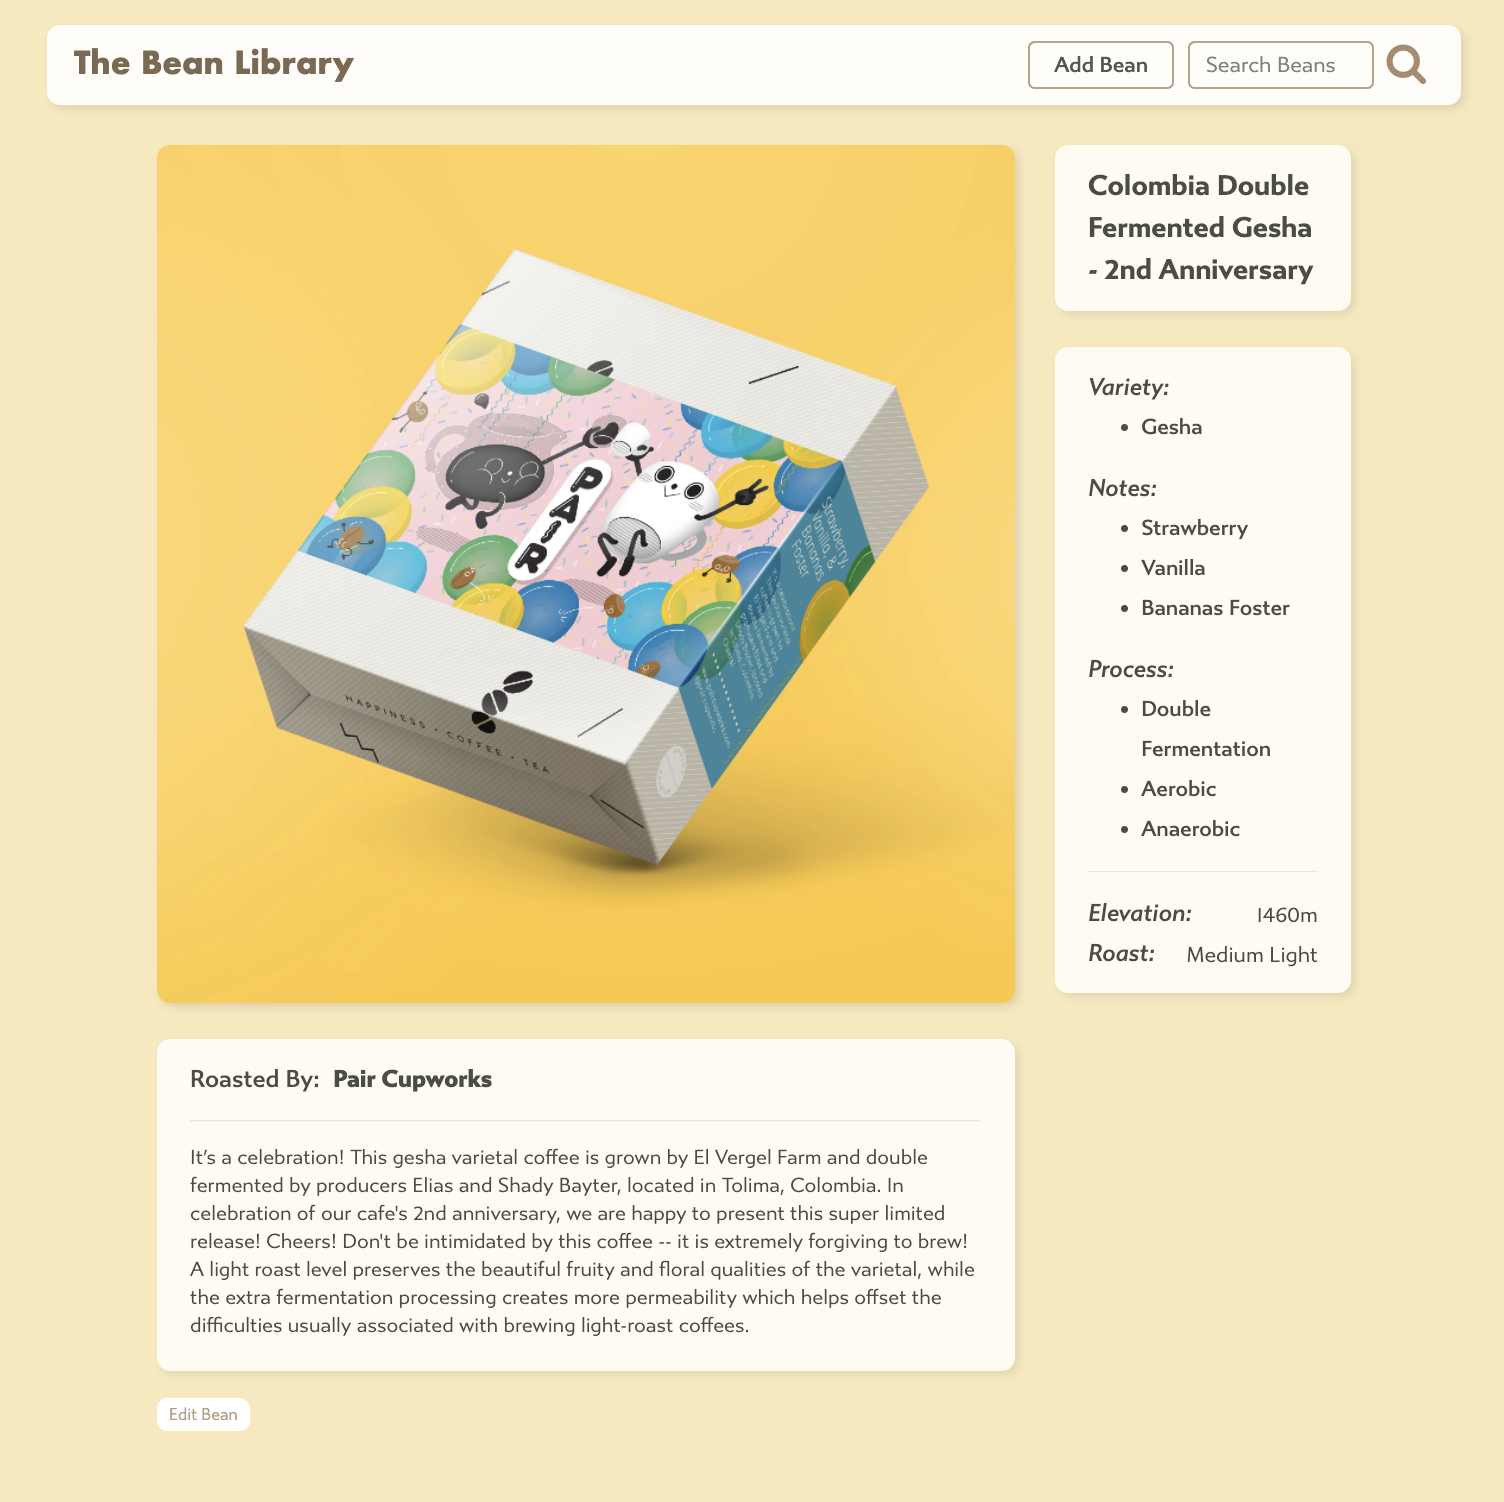 The Bean Library
Add Bean
Search Beans
PAIR
Strawberry,
Vanilla, &
Bananas
Foster
HAPPINESS • COFFEE • TEA
Colombia Double
Fermented Gesha
- 2nd Anniversary
Variety:
• Gesha
Notes:
• Strawberry
• Vanilla
• Bananas Foster
Process:
• Double
Fermentation
• Aerobic
• Anaerobic
Elevation: 1460m
Roast: Medium Light
Roasted By: Pair Cupworks
It's a celebration! This gesha varietal coffee is grown by El Vergel Farm and double
fermented by producers Elias and Shady Bayter, located in Tolima, Colombia. In
celebration of our cafe's 2nd anniversary, we are happy to present this super limited
release! Cheers! Don't be intimidated by this coffee -- it is extremely forgiving to brew!
A light roast level preserves the beautiful fruity and floral qualities of the varietal, while
the extra fermentation processing creates more permeability which helps offset the
difficulties usually associated with brewing light-roast coffees.
Edit Bean